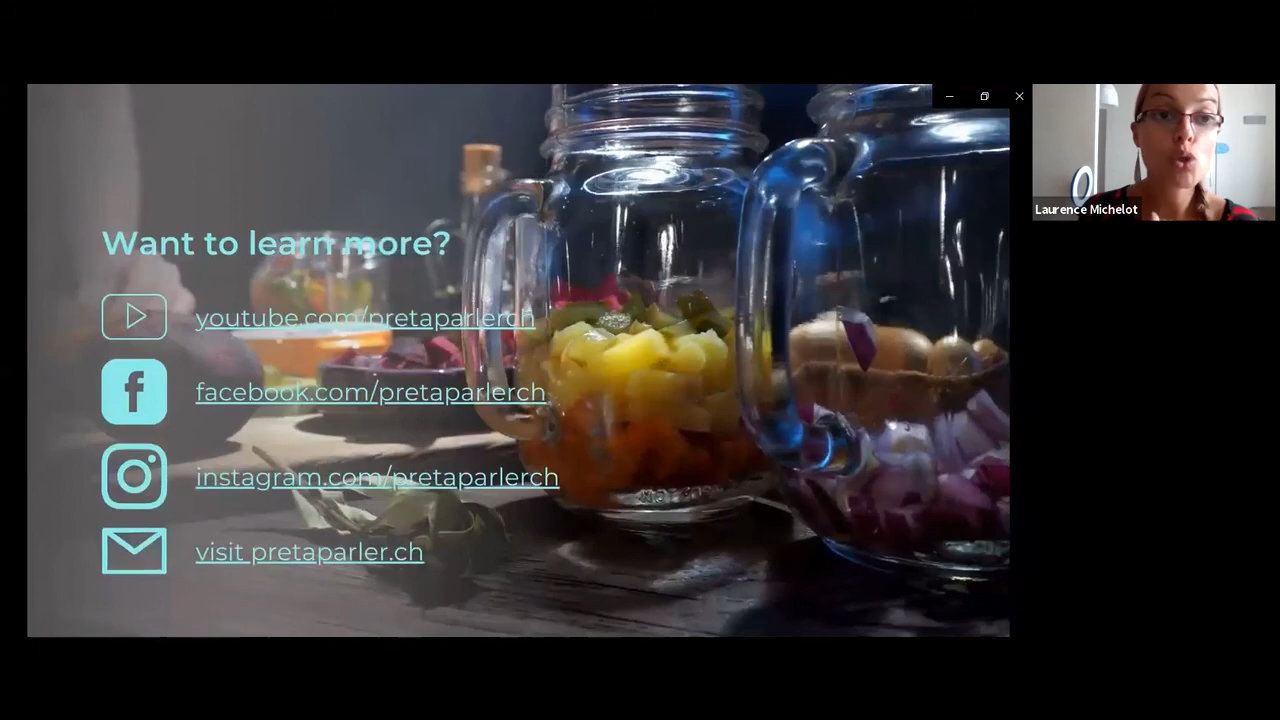 Want to learn more?
youtube.com/pretaparlerch
facebook.com/pretaparlerch
instagram.com/pretaparlerch
visit pretaparler.ch
Laurence Michelot